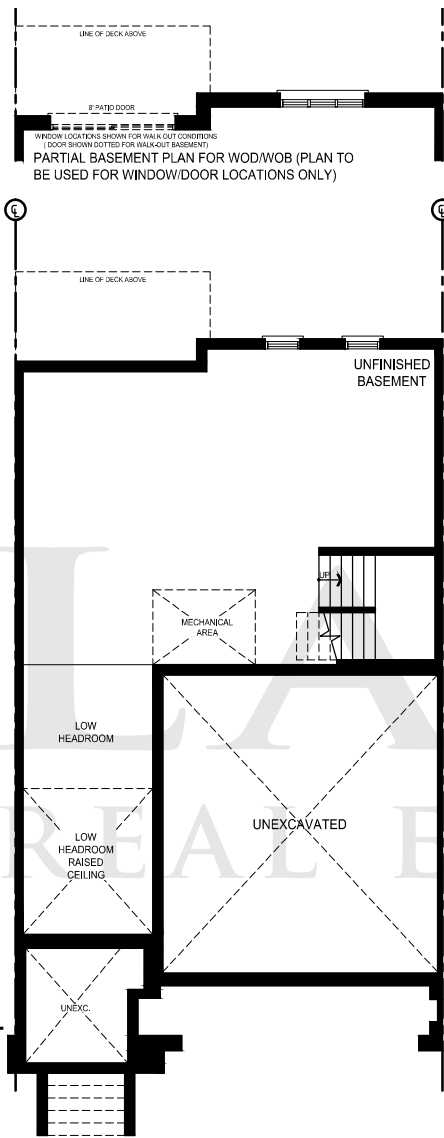 LINE OF DECK ABOVE
8' PATIO DOOR
WINDOW LOCATIONS SHOWN FOR WALK OUT CONDITIONS
( DOOR SHOWN DOTTED FOR WALK-OUT BASEMENT)
PARTIAL BASEMENT PLAN FOR WOD/WOB (PLAN TO
BE USED FOR WINDOW/DOOR LOCATIONS ONLY)
LINE OF DECK ABOVE
UNFINISHED
BASEMENT
UP
MECHANICAL
AREA
LOW
HEADROOM
LA
UNEXCAVATED
LOW
HEADROOM
RAISED
CEILING
REAL E
UNEXC.